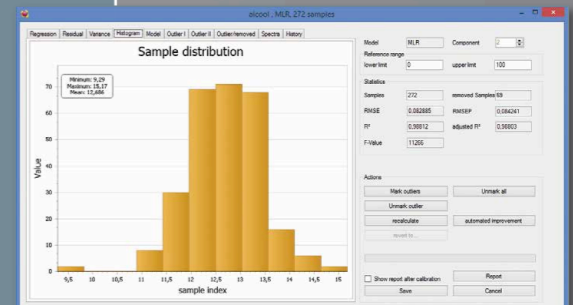 alcool , MLR, 272 samples
Regression Residual Variance Histogram Model Outlier I Outlier II Outlier/removed Spectra History
Sample distribution
Minimum: 9,29
Maximum: 15,17
Mean: 12,656
70
60
50
40
30
20
10
0
Value
9,5 10 10,5 11 11,5 12 12,5 13 13,5 14 14,5 15
sample index
Model MLR Component 2
Reference range
lower limit 0 upper limit 100
Statistics
Samples 272 removed Samples 69
RMSE 0,082885 RMSEP 0,084241
R² 0,98812 adjusted R² 0,98803
F-Value 11266
Actions
Mark outliers Unmark all
Unmark outlier
recalculate automated improvement
revert to ...
Show report after calibration Report
Save Cancel